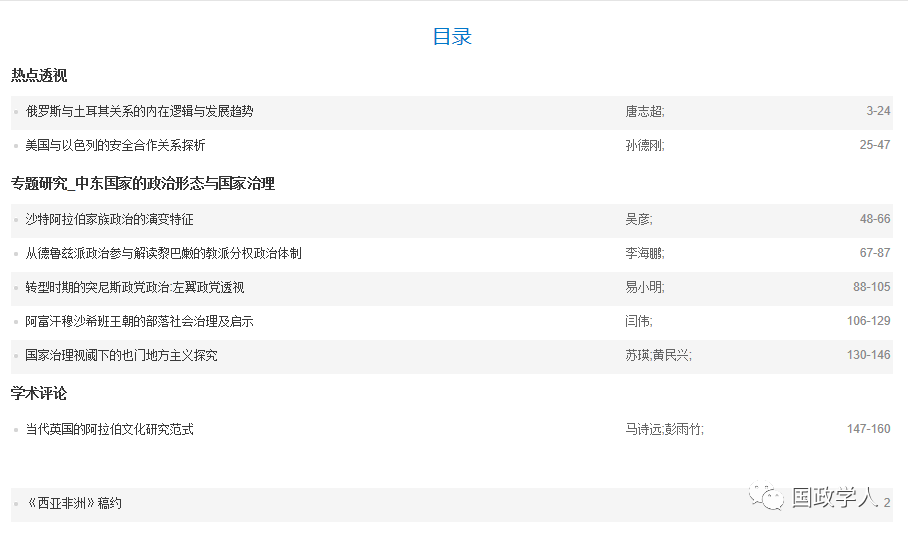 目录
热点透视
俄罗斯与土耳其关系的内在逻辑与发展趋势 唐志超; 3-24
美国与以色列的安全合作关系探析 孙德刚; 25-47
专题研究_中东国家的政治形态与国家治理
沙特阿拉伯家族政治的演变特征 吴彦; 48-66
从德鲁兹派政治参与解读黎巴嫩的教派分权政治体制 李海鹏; 67-87
转型时期的突尼斯政党政治:左翼政党透视 易小明; 88-105
阿富汗穆沙希班王朝的部落社会治理及启示 闫伟; 106-129
国家治理视阈下的也门地方主义探究 苏瑛;黄民兴; 130-146
学术评论
当代英国的阿拉伯文化研究范式 马诗远;彭雨竹; 147-160
《西亚非洲》稿约 2
国政学人